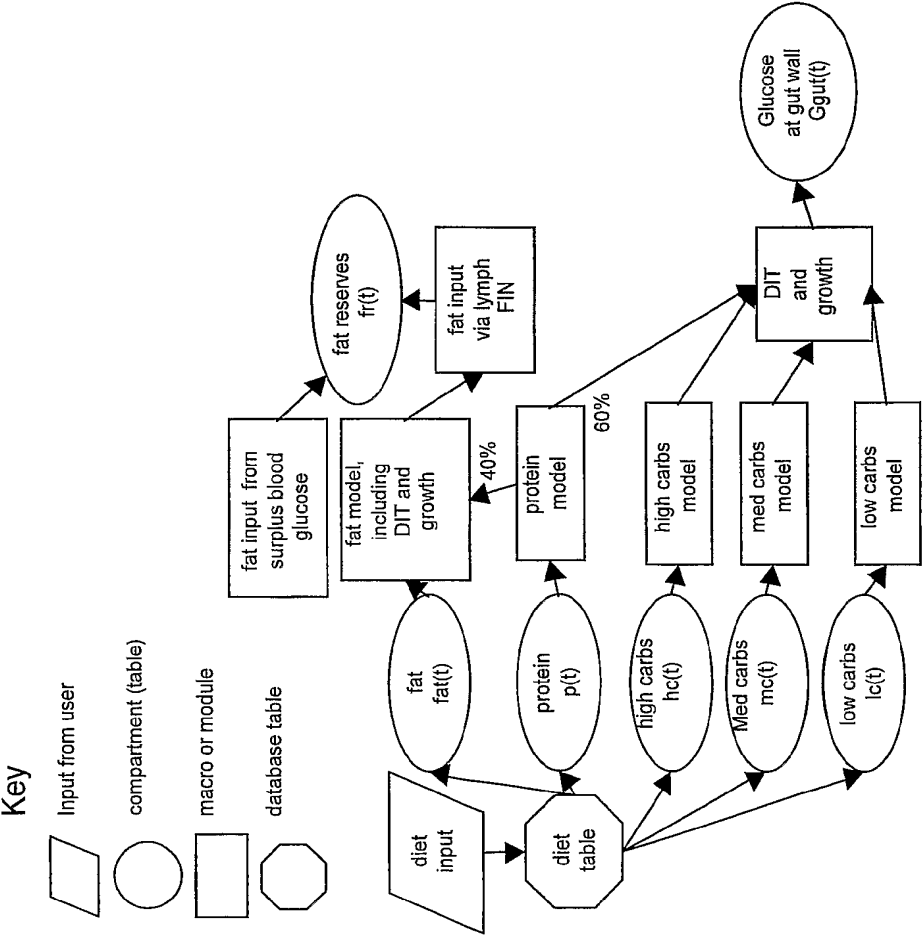 Key
Input from user
compartment (table)
macro or module
database table
diet
input
diet
table
fat
fat(t)
protein
p(t)
high carbs
hc(t)
Med carbs
mc(t)
low carbs
lc(t)
fat input from
surplus blood
glucose
fat model,
including
DIT and
growth
40%
protein
model
60%
high carbs
model
med carbs
model
low carbs
model
fat reserves
fr(t)
fat input
via lymph
FIN
DIT
and
growth
Glucose
at gut wall
Ggut(t)